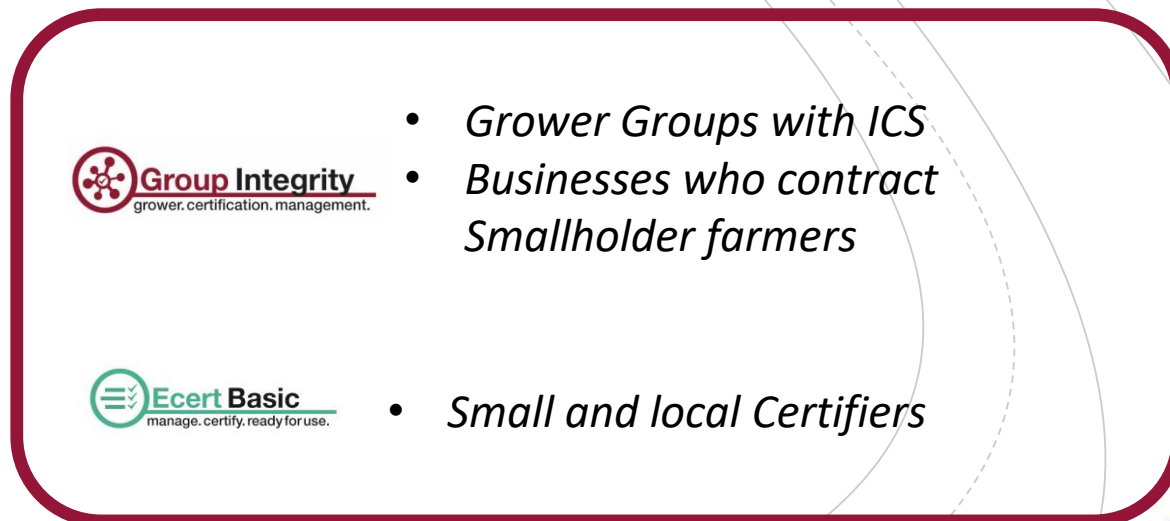 • Grower Groups with ICS
Group Integrity
grower. certification. management.
• Businesses who contract
Smallholder farmers
Ecert Basic
manage. certify. ready for use.
• Small and local Certifiers